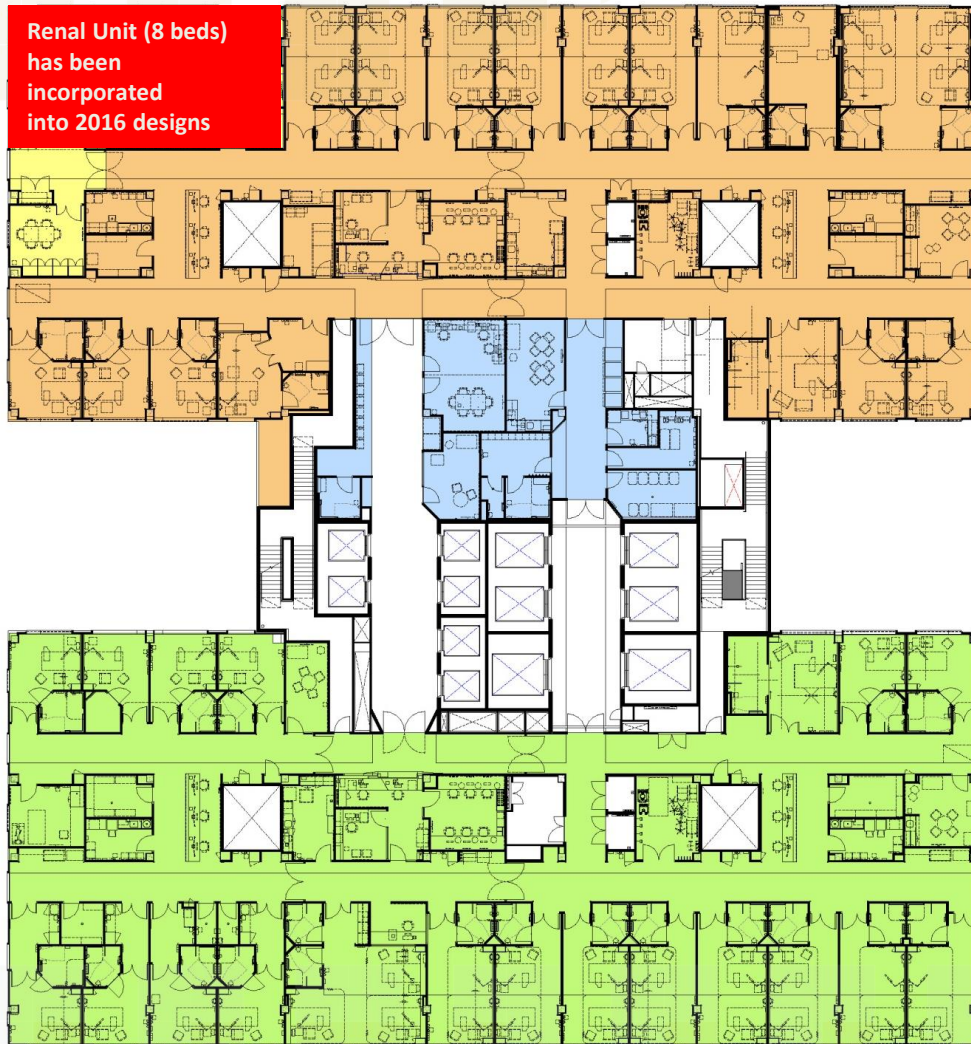 Renal Unit (8 beds)
has been
incorporated
into 2016 designs